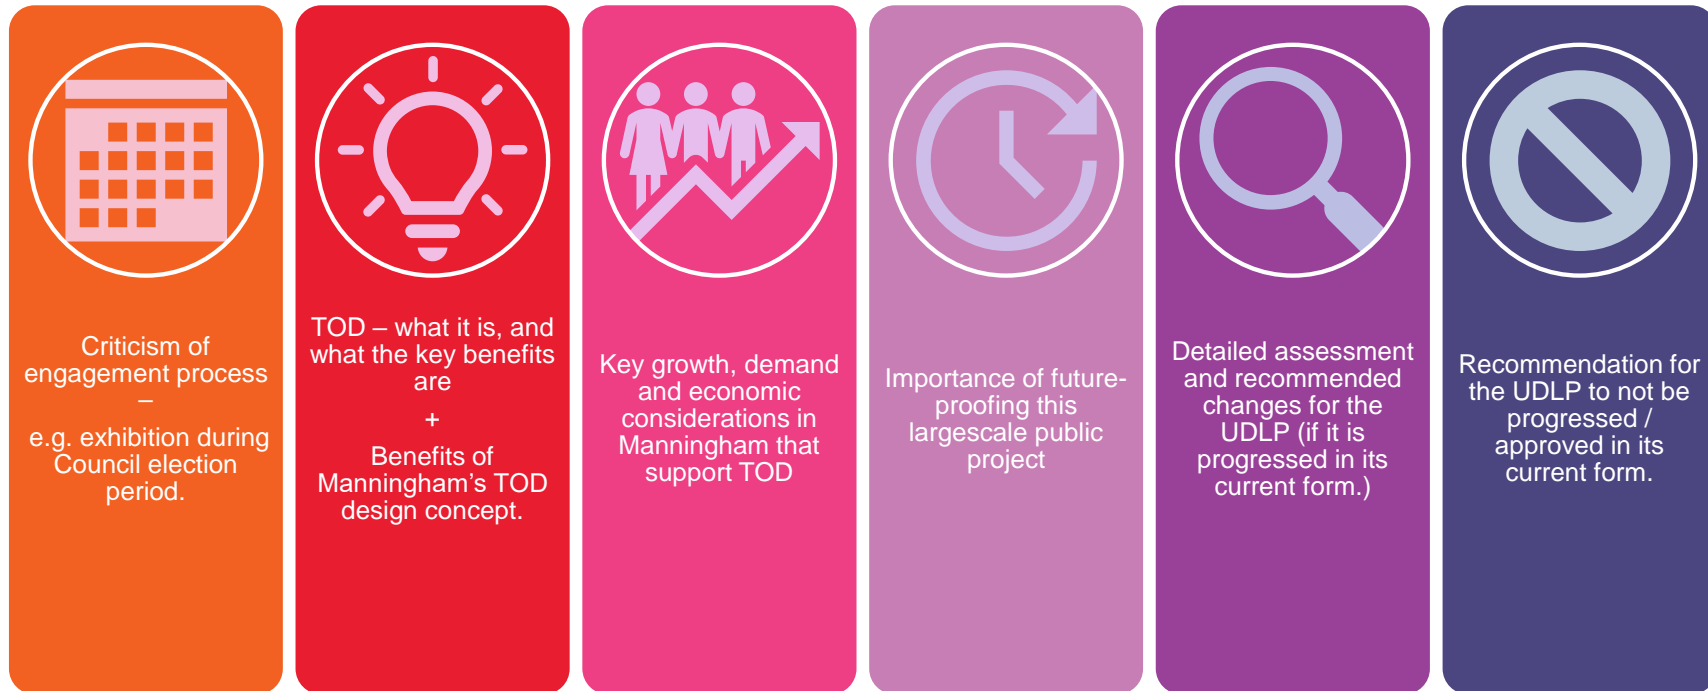 Criticism of
engagement process
–
e.g. exhibition during
Council election
period.
TOD – what it is, and
what the key benefits
are
+
Benefits of
Manningham’s TOD
design concept.
Key growth, demand
and economic
considerations in
Manningham that
support TOD
Importance of future-
proofing this
largescale public
project
Detailed assessment
and recommended
changes for the
UDLP (if it is
progressed in its
current form.)
Recommendation for
the UDLP to not be
progressed /
approved in its
current form.